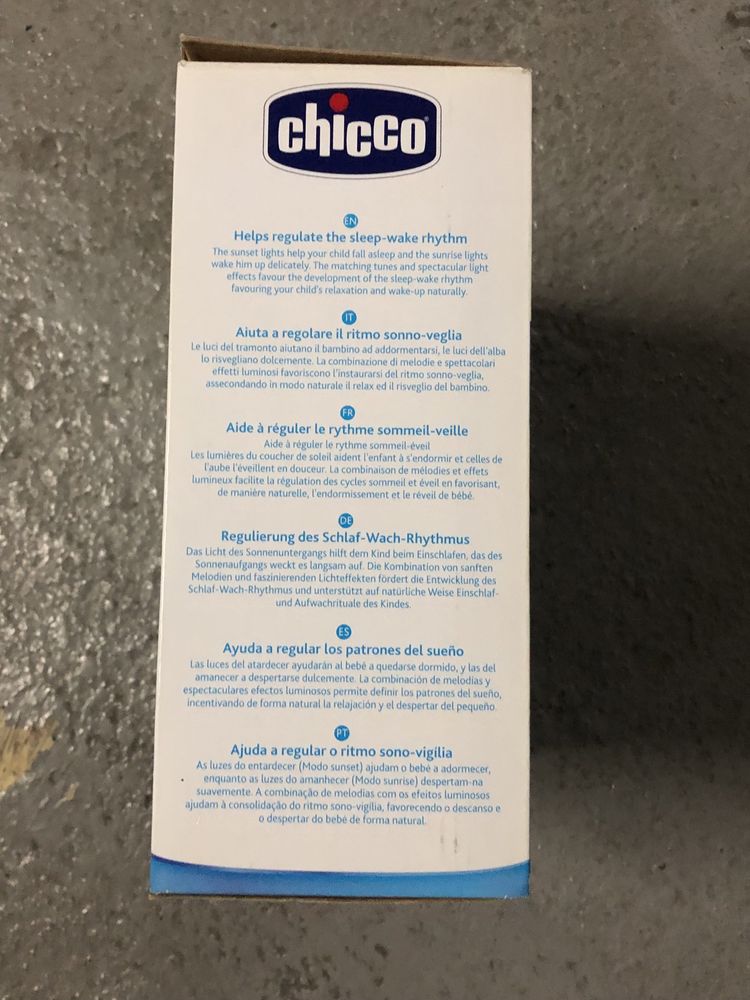 chicco
EN
Helps regulate the sleep-wake rhythm
The sunset lights help your child fall asleep and the sunrise lights
wake him up delicately. The matching tunes and spectacular light
effects favour the development of the sleep-wake rhythm
favouring your child's relaxation and wake-up naturally.
IT
Aiuta a regolare il ritmo sonno-veglia
Le luci del tramonto aiutano il bambino ad addormentarsi, le luci dell'alba
lo risvegliano dolcemente. La combinazione di melodie e spettacolari
effetti luminosi favoriscono l'instaurarsi del ritmo sonno-veglia,
assecondando in modo naturale il relax ed il risveglio del bambino.
FR
Aide à réguler le rythme sommeil-veille
Aide à réguler le rythme sommeil-éveil
Les lumières du coucher de soleil aident l'enfant à s'endormir et celles de
l'aube l'éveillent en douceur. La combinaison de mélodies et effets
lumineux facilite la régulation des cycles sommeil et éveil en favorisant,
de manière naturelle, l'endormissement et le réveil de bébé.
DE
Regulierung des Schlaf-Wach-Rhythmus
Das Licht des Sonnenuntergangs hilft dem Kind beim Einschlafen, das des
Sonnenaufgangs weckt es langsam auf. Die Kombination von sanften
Melodien und faszinierenden Lichteffekten fördert die Entwicklung des
Schlaf-Wach-Rhythmus und unterstützt auf natürliche Weise Einschlaf-
und Aufwachrituale des Kindes.
ES
Ayuda a regular los patrones del sueño
Las luces del atardecer ayudarán al bebé a quedarse dormido, y las del
amanecer a despertarse dulcemente. La combinación de melodías y
espectaculares efectos luminosos permite definir los patrones del sueño,
incentivando de forma natural la relajación y el despertar del pequeño.
PT
Ajuda a regular o ritmo sono-vigília
As luzes do entardecer (Modo sunset) ajudam o bebé a adormecer,
enquanto as luzes do amanhecer (Modo sunrise) despertam-na
suavemente. A combinação de melodias com os efeitos luminosos
ajudam à consolidação do ritmo sono-vigília, favorecendo o descanso e
o despertar do bebé de forma natural.